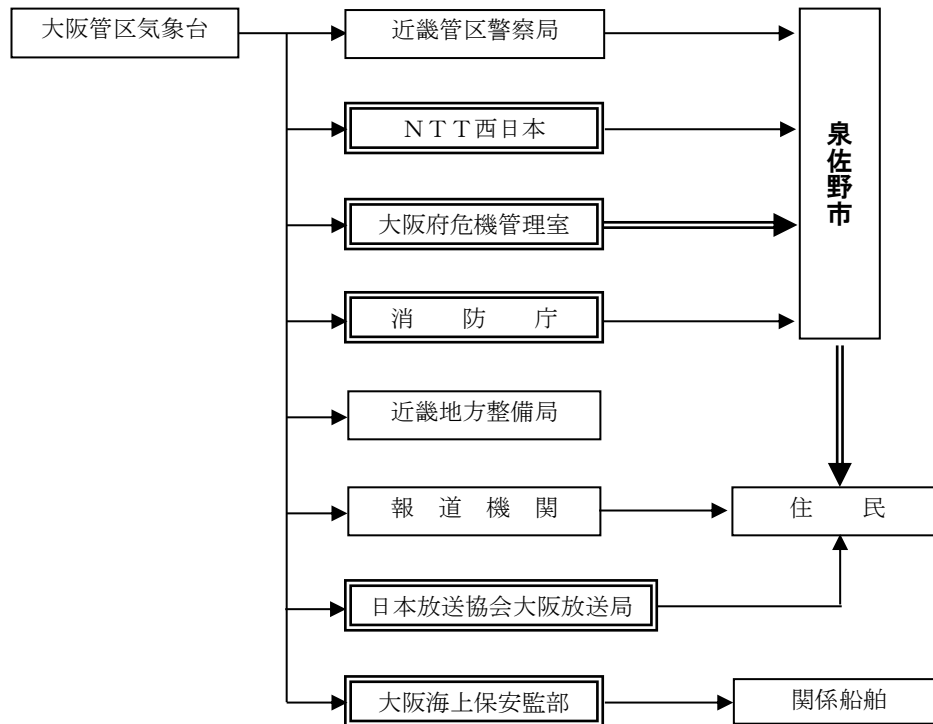 大阪管区気象台
近畿管区警察局
ＮＴＴ西日本
大阪府危機管理室
消　防　庁
近畿地方整備局
報　道　機　関
日本放送協会大阪放送局
大阪海上保安監部
泉佐野市
住　民
関係船舶